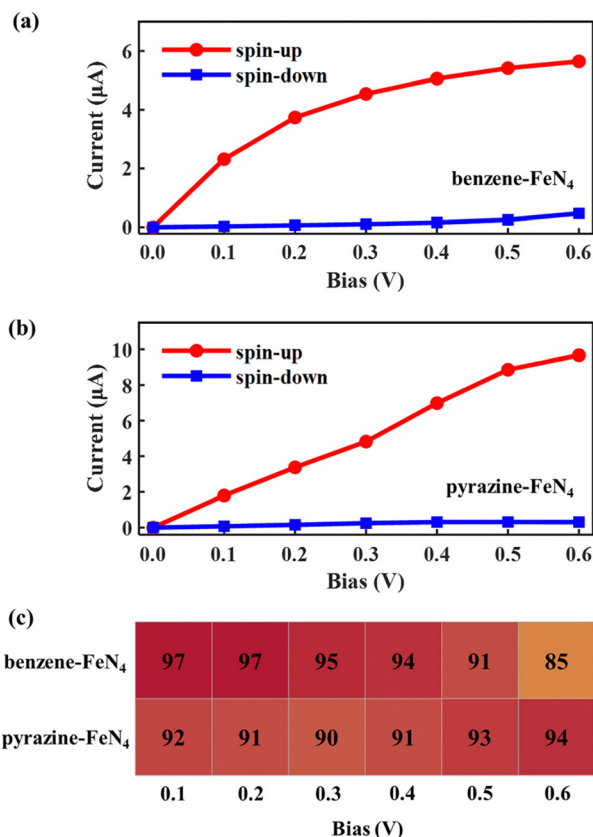 (a)
6
4
2
0
Current (μA)
spin-up
spin-down
benzene-FeN₄
0.0 0.1 0.2 0.3 0.4 0.5 0.6
Bias (V)
(b)
10
8
6
4
2
0
Current (μA)
spin-up
spin-down
pyrazine-FeN₄
0.0 0.1 0.2 0.3 0.4 0.5 0.6
Bias (V)
(c)
benzene-FeN₄ 97 97 95 94 91 85
pyrazine-FeN₄ 92 91 90 91 93 94
0.1 0.2 0.3 0.4 0.5 0.6
Bias (V)